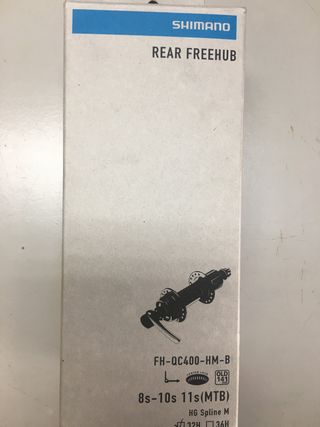 SHIMANO
REAR FREEHUB
FH-QC400-HM-B
OLD
141
8s-10s 11s(MTB)
HG Spline M
32H 36H